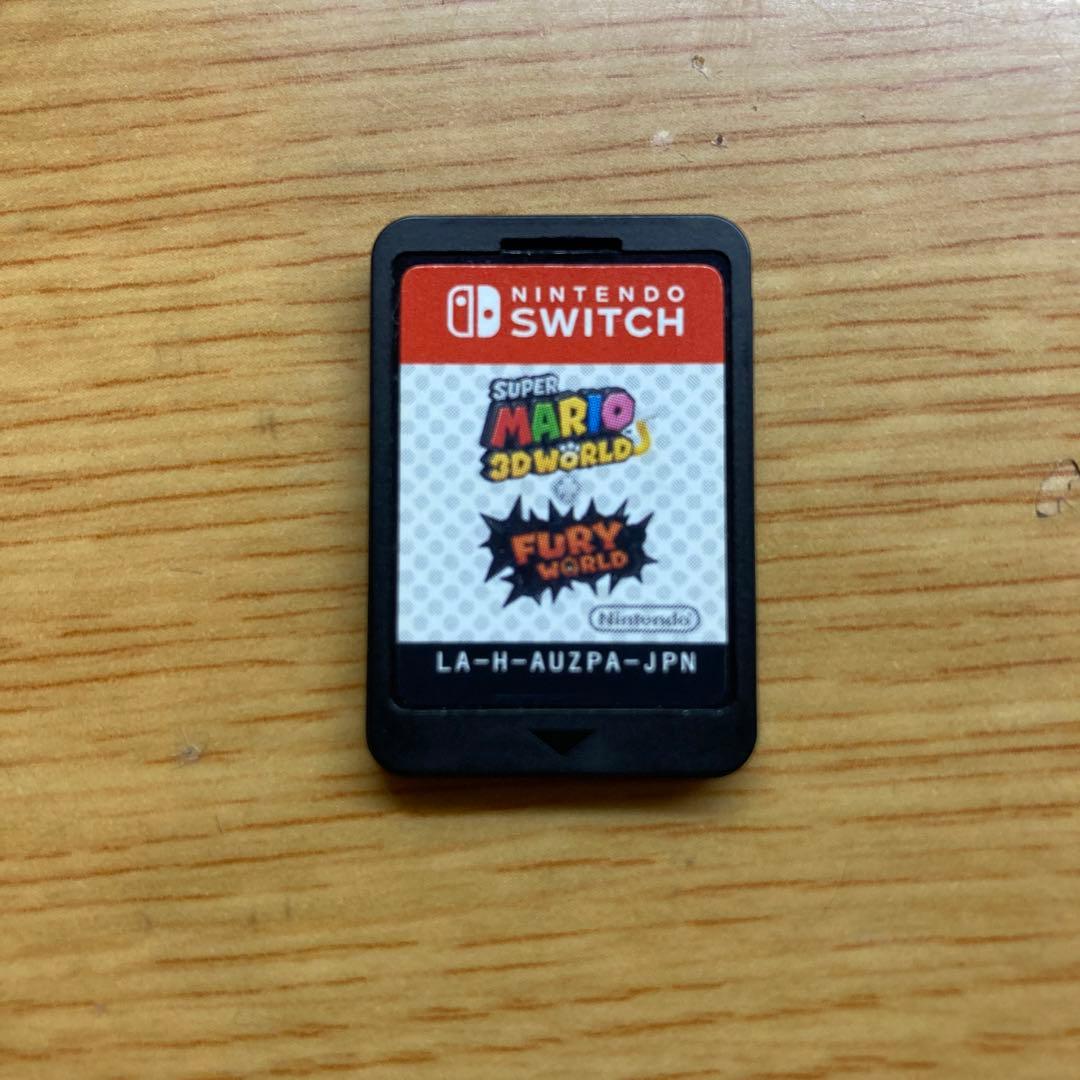 NINTENDO
SWITCH
SUPER
MARIO
3D WORLD
FURY
WORLD
Nintendo
LA-H-AUZPA-JPN